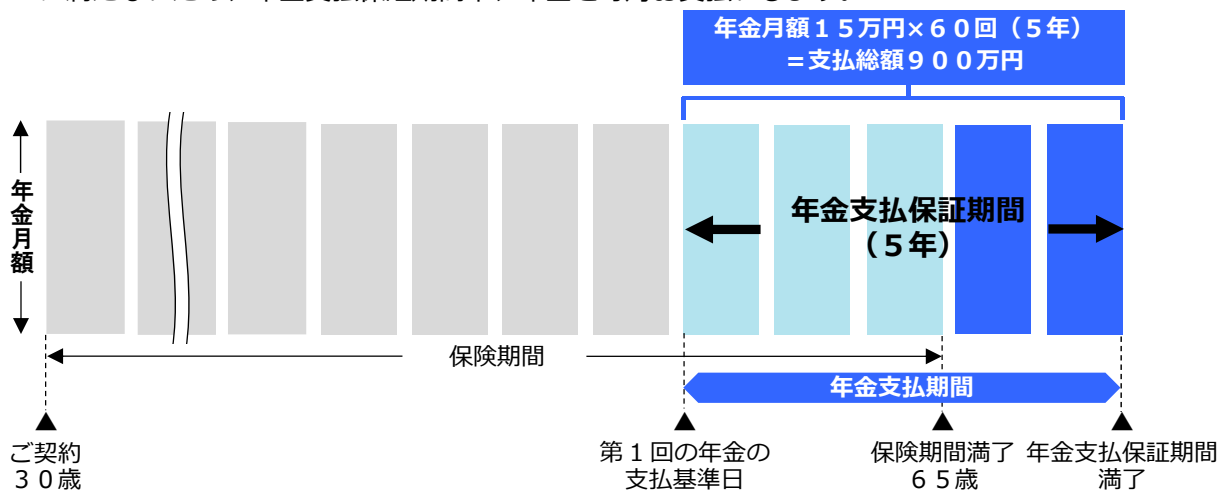 年金月額１５万円×６０回（５年）
＝支払総額９００万円
年金月額
年金支払保証期間
（５年）
保険期間
年金支払期間
ご契約
３０歳
第１回の年金の
支払基準日
保険期間満了
６５歳
年金支払保証期間
満了